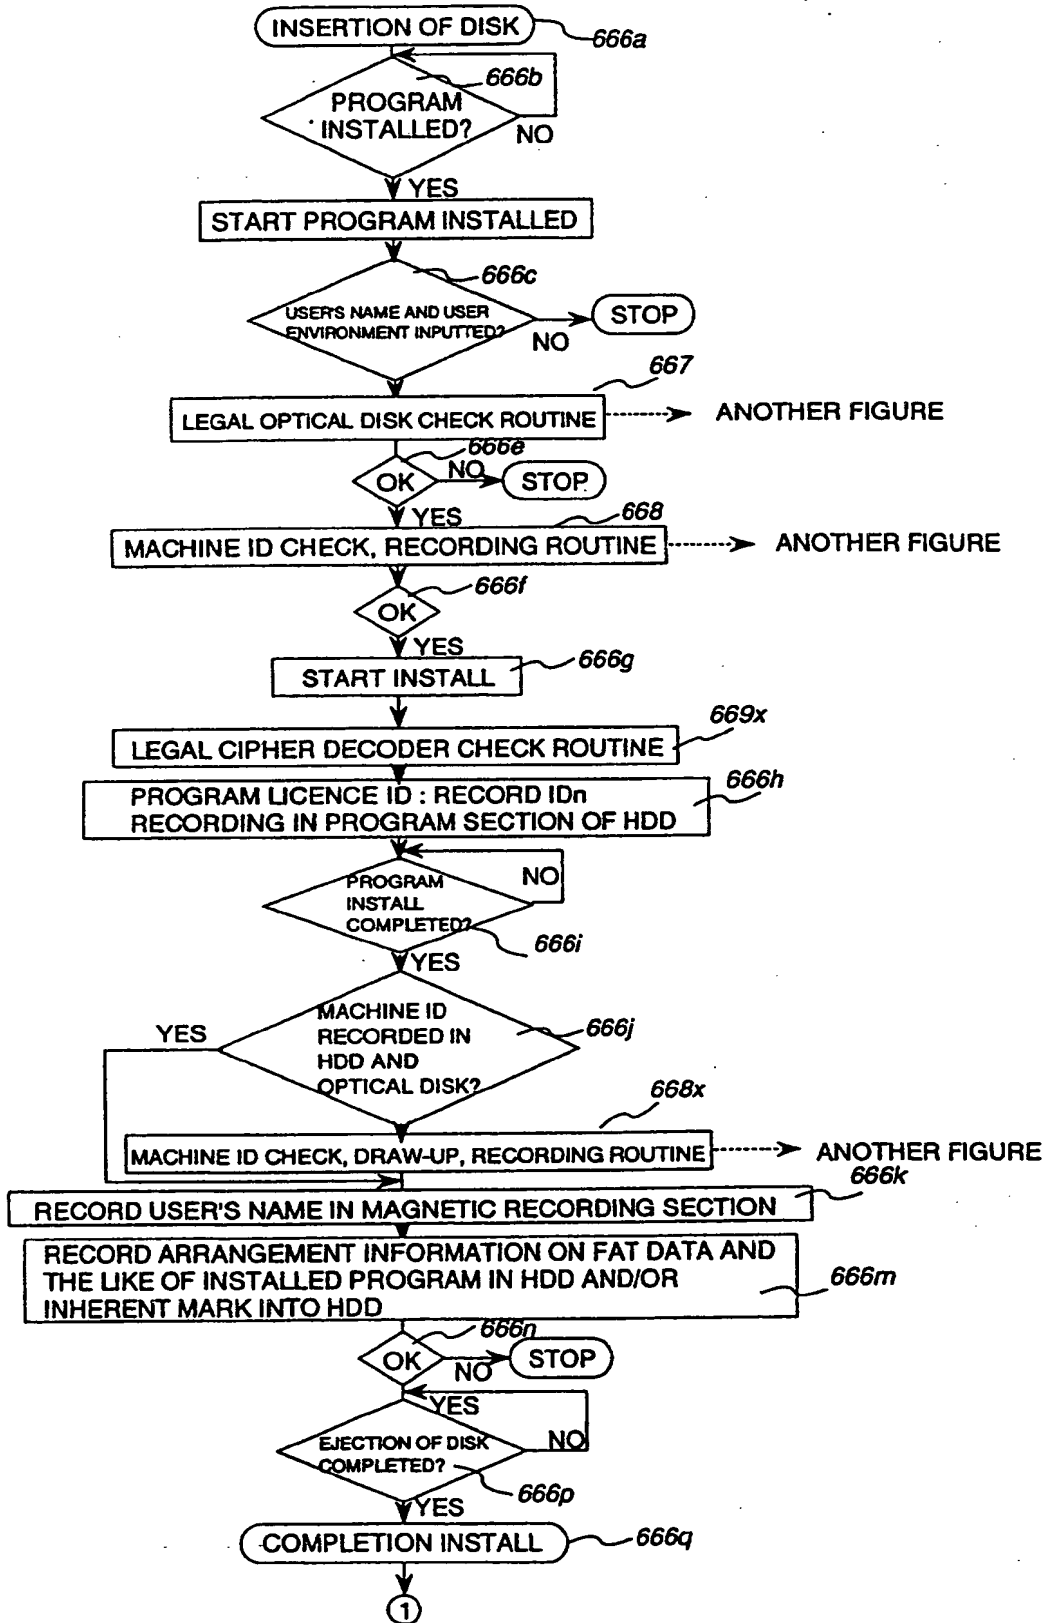 INSERTION OF DISK
666a
666b
PROGRAM
INSTALLED?
NO
YES
START PROGRAM INSTALLED
666c
USER'S NAME AND USER
ENVIRONMENT INPUTTED?
NO
STOP
667
LEGAL OPTICAL DISK CHECK ROUTINE
ANOTHER FIGURE
666e
OK
NO
STOP
YES
668
MACHINE ID CHECK, RECORDING ROUTINE
ANOTHER FIGURE
666f
OK
YES
START INSTALL
666g
669x
LEGAL CIPHER DECODER CHECK ROUTINE
PROGRAM LICENCE ID : RECORD IDn
RECORDING IN PROGRAM SECTION OF HDD
666h
PROGRAM
INSTALL
COMPLETED?
NO
666i
YES
MACHINE ID
RECORDED IN
HDD AND
OPTICAL DISK?
666j
YES
668x
MACHINE ID CHECK, DRAW-UP, RECORDING ROUTINE
ANOTHER FIGURE
666k
RECORD USER'S NAME IN MAGNETIC RECORDING SECTION
RECORD ARRANGEMENT INFORMATION ON FAT DATA AND
THE LIKE OF INSTALLED PROGRAM IN HDD AND/OR
INHERENT MARK INTO HDD
666m
666n
OK
NO
STOP
YES
EJECTION OF DISK
COMPLETED?
NO
666p
YES
COMPLETION INSTALL
666q
1